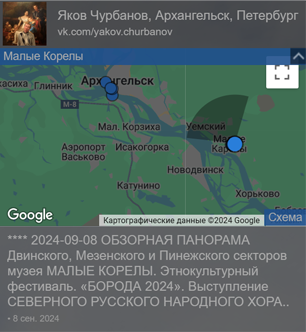 Яков Чурбанов, Архангельск, Петербург
vk.com/yakov.churbanov
Малые Корелы
Архангельск
Глинник
М-8
Мал. Корзиха
Уемский
Малые
Карелы
Аэропорт
Васьково
Исакогорка
Новодвинск
Катунино
Хорьково
Google
Картографические данные ©2024 Google
Схема
**** 2024-09-08 ОБЗОРНАЯ ПАНОРАМА
Двинского, Мезенского и Пинежского секторов
музея МАЛЫЕ КОРЕЛЫ. Этнокультурный
фестиваль. «БОРОДА 2024». Выступление
СЕВЕРНОГО РУССКОГО НАРОДНОГО ХОРА..
• 8 сен. 2024